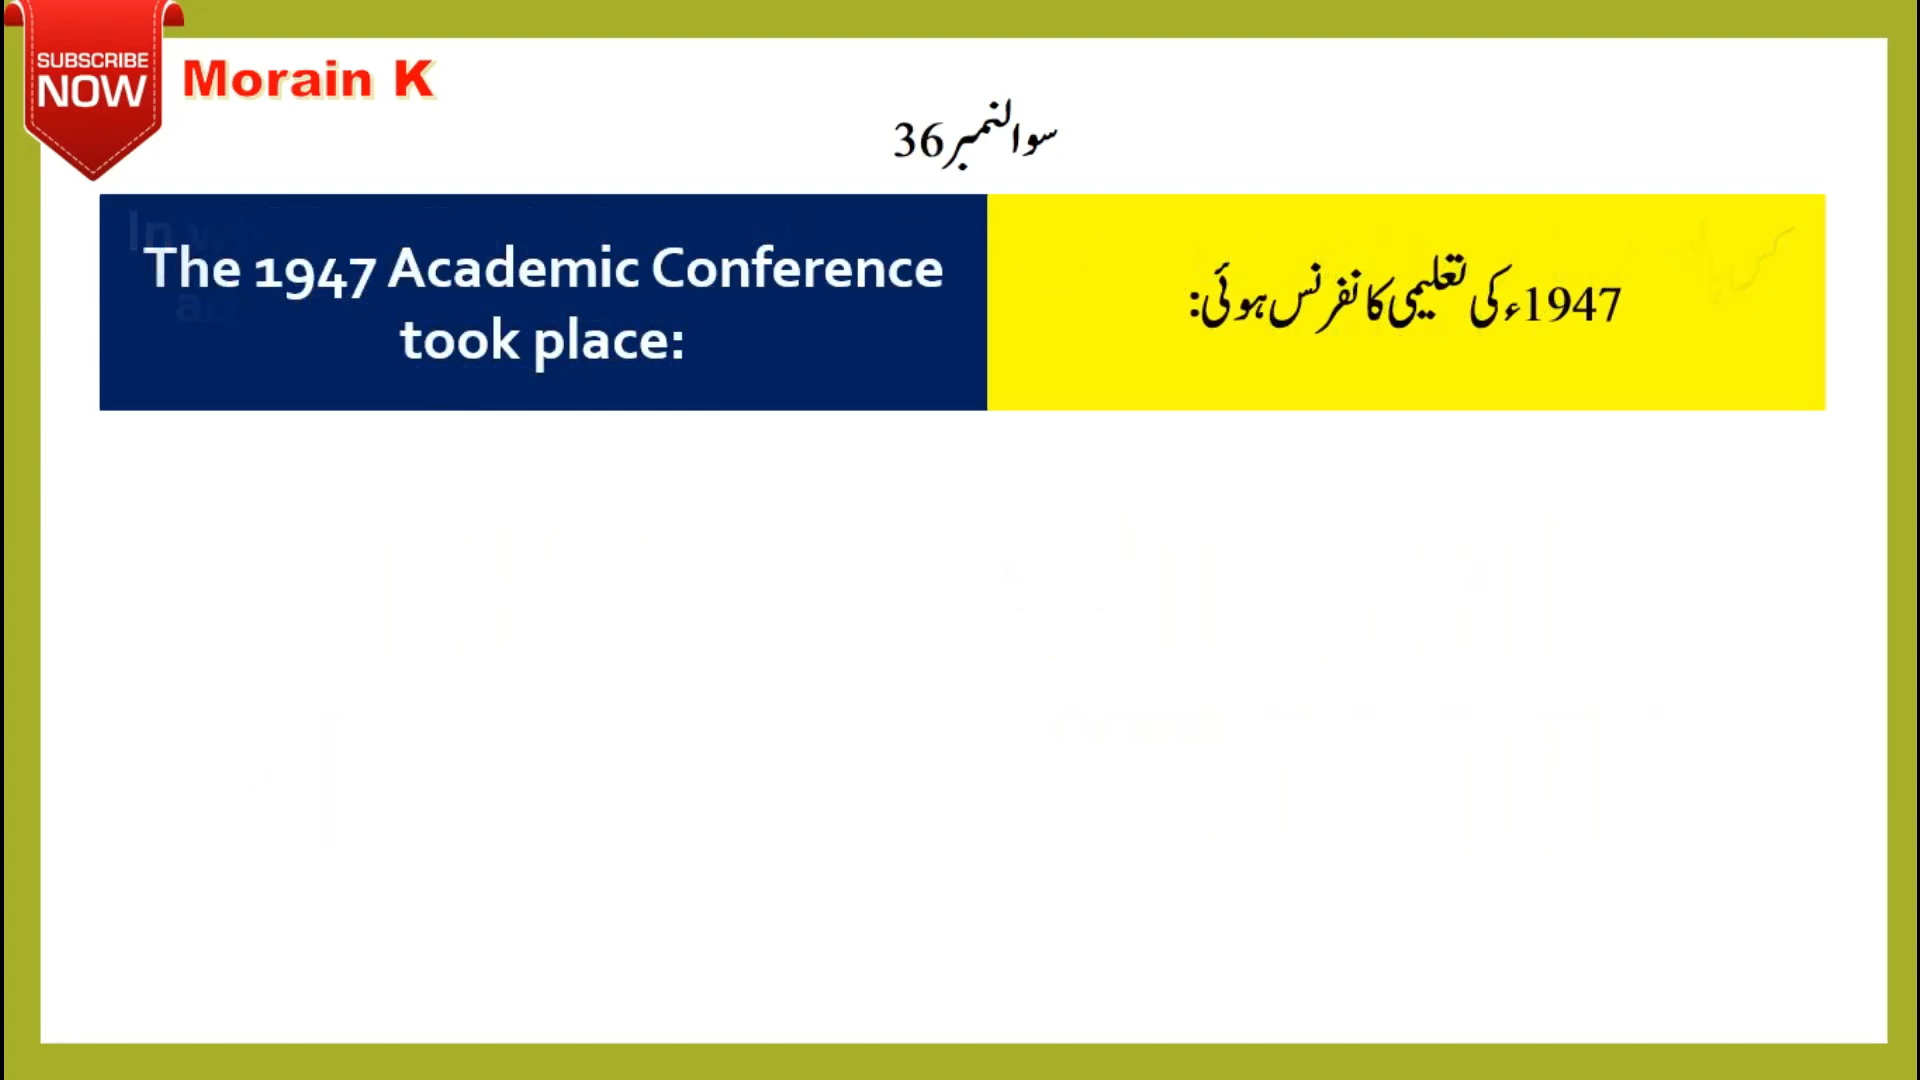 SUBSCRIBE
NOW
Morain K
سوالنمبر36
The 1947 Academic Conference
took place:
1947ء کی تعلیمی کانفرنس ہوئی: